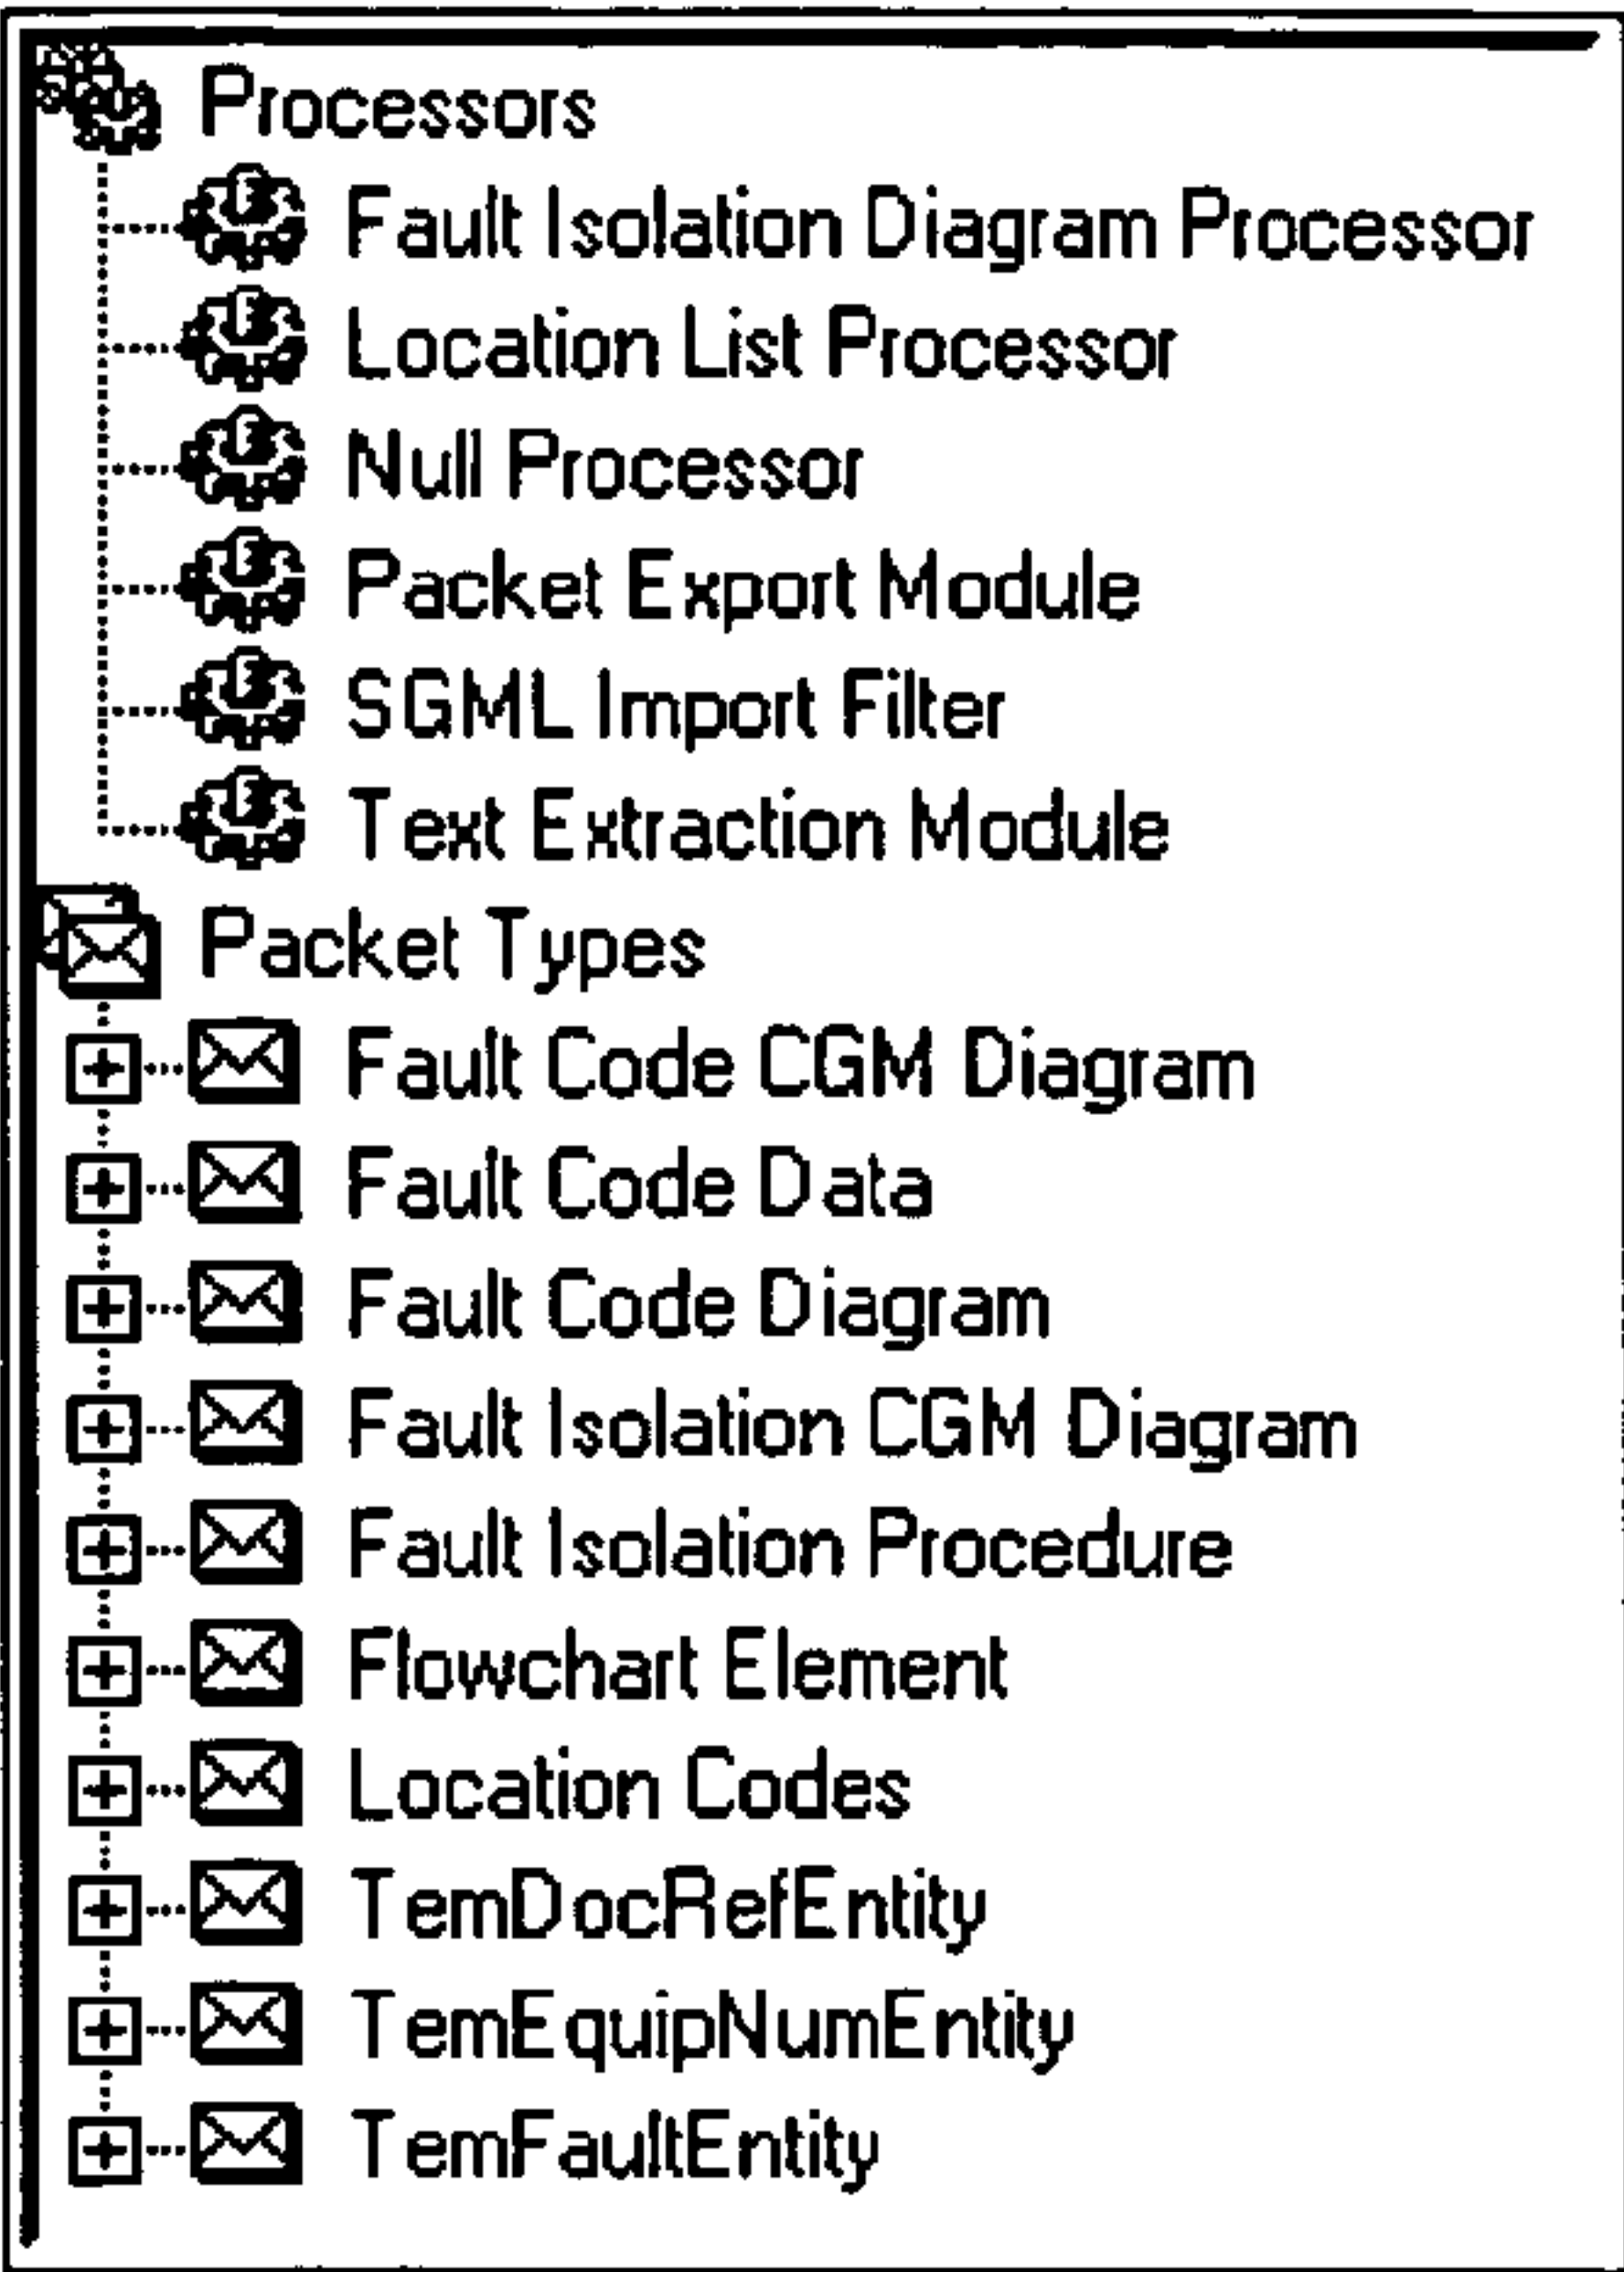 Processors
Fault Isolation Diagram Processor
Location List Processor
Null Processor
Packet Export Module
SGML Import Filter
Text Extraction Module
Packet Types
Fault Code CGM Diagram
Fault Code Data
Fault Code Diagram
Fault Isolation CGM Diagram
Fault Isolation Procedure
Flowchart Element
Location Codes
TemDocRefEntity
TemEquipNumEntity
TemFaultEntity